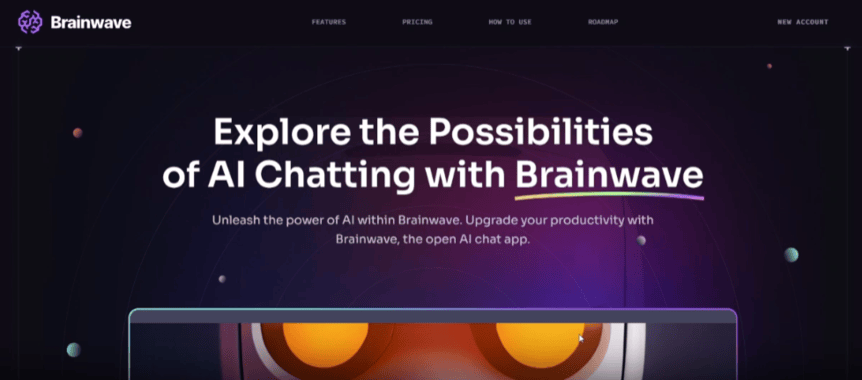 Brainwave
FEATURES
PRICING
HOW TO USE
ROADMAP
NEW ACCOUNT
Explore the Possibilities
of AI Chatting with Brainwave
Unleash the power of AI within Brainwave. Upgrade your productivity with
Brainwave, the open AI chat app.